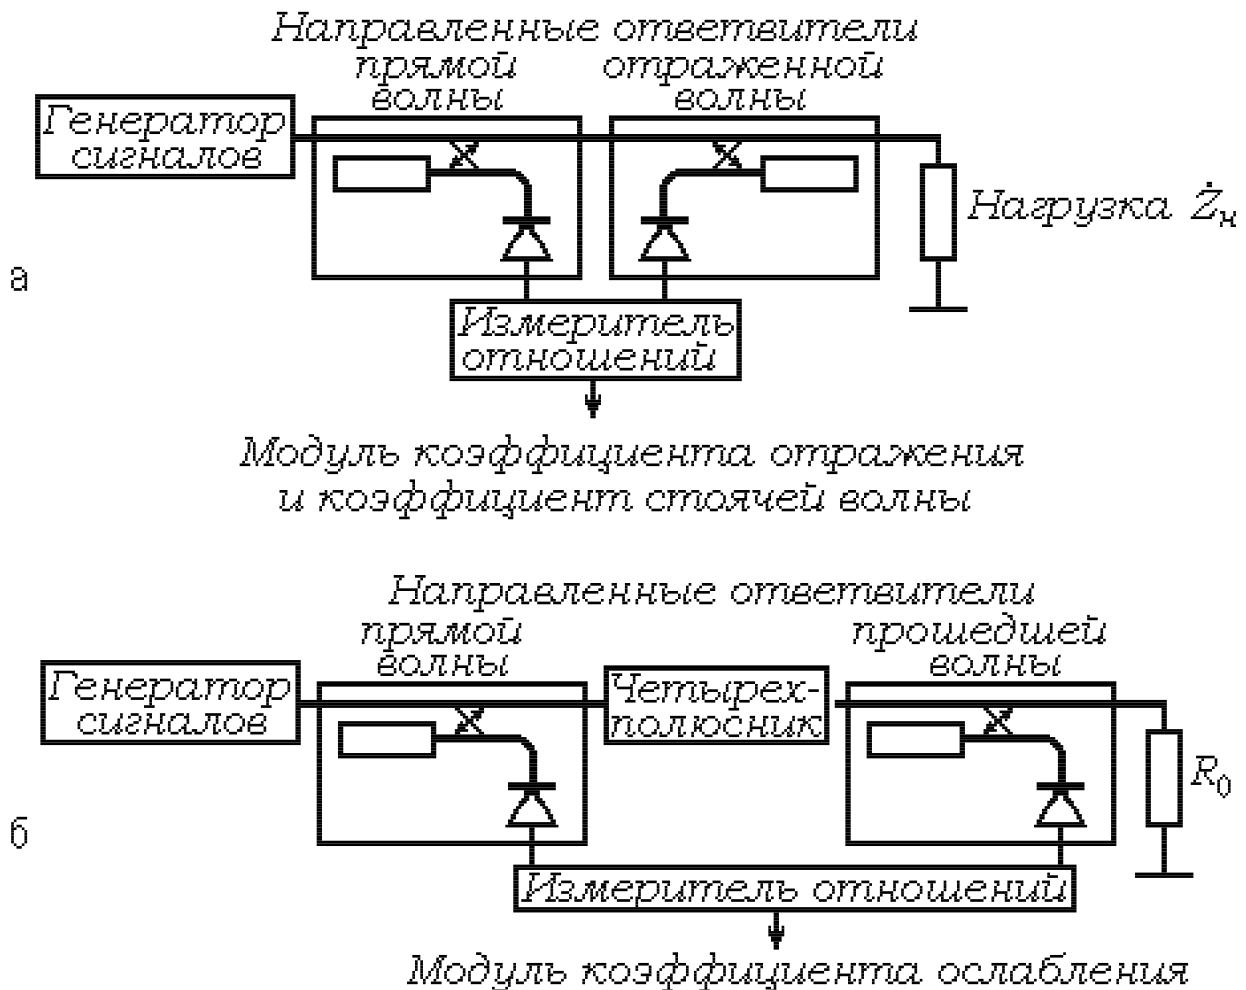 Направленные ответвители
прямой
волны
отраженной
волны
Генератор
сигналов
Нагрузка Żн
а
Измеритель
отношений
Модуль коэффициента отражения
и коэффициент стоячей волны
Направленные ответвители
прямой
волны
прошедшей
волны
Генератор
сигналов
Четырех-
полюсник
R₀
б
Измеритель отношений
Модуль коэффициента ослабления